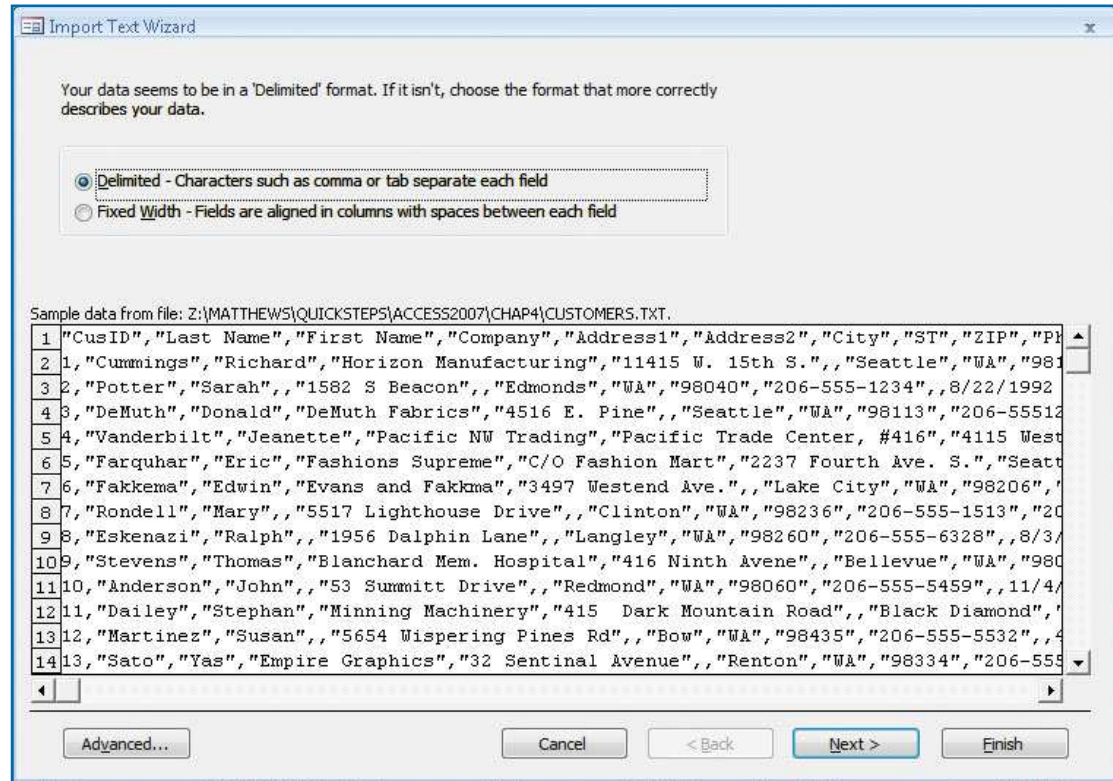 Import Text Wizard
x
Your data seems to be in a 'Delimited' format. If it isn't, choose the format that more correctly
describes your data.
Delimited - Characters such as comma or tab separate each field
Fixed Width - Fields are aligned in columns with spaces between each field
Sample data from file: Z:\MATTHEWS\QUICKSTEPS\ACCESS2007\CHAP4\CUSTOMERS.TXT.
1 "CusID","Last Name","First Name","Company","Address1","Address2","City","ST","ZIP","Ph
2 1,"Cummings","Richard","Horizon Manufacturing","11415 W. 15th S.",,"Seattle","WA","981
3 2,"Potter","Sarah",,"1582 S Beacon",,"Edmonds","WA","98040","206-555-1234",,8/22/1992
4 3,"DeMuth","Donald","DeMuth Fabrics","4516 E. Pine",,"Seattle","WA","98113","206-55512
5 4,"Vanderbilt","Jeanette","Pacific NW Trading","Pacific Trade Center, #416","4115 West
6 5,"Farquhar","Eric","Fashions Supreme","C/O Fashion Mart","2237 Fourth Ave. S.","Seatt
7 6,"Fakkema","Edwin","Evans and Fakkma","3497 Westend Ave.",,"Lake City","WA","98206","
8 7,"Rondell","Mary",,"5517 Lighthouse Drive",,"Clinton","WA","98236","206-555-1513","20
9 8,"Eskenazi","Ralph",,"1956 Dalphin Lane",,"Langley","WA","98260","206-555-6328",,8/3/
10 9,"Stevens","Thomas","Blanchard Mem. Hospital","416 Ninth Avene",,"Bellevue","WA","980
11 10,"Anderson","John",,"53 Summitt Drive",,"Redmond","WA","98060","206-555-5459",,11/4/
12 11,"Dailey","Stephan","Minning Machinery","415  Dark Mountain Road",,"Black Diamond","
13 12,"Martinez","Susan",,"5654 Wispering Pines Rd",,"Bow","WA","98435","206-555-5532",,4
14 13,"Sato","Yas","Empire Graphics","32 Sentinal Avenue",,"Renton","WA","98334","206-555
Advanced... Cancel < Back Next > Finish